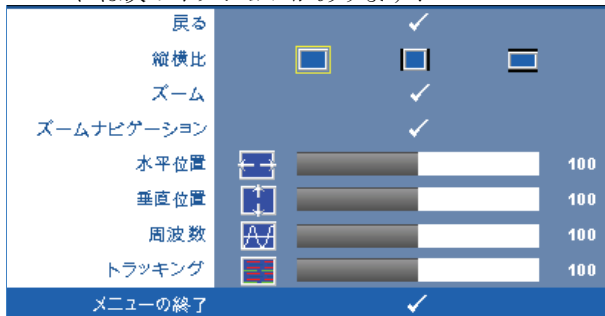 戻る
縦横比
ズーム
ズームナビゲーション
水平位置 100
垂直位置 100
周波数 100
トラッキング 100
メニューの終了